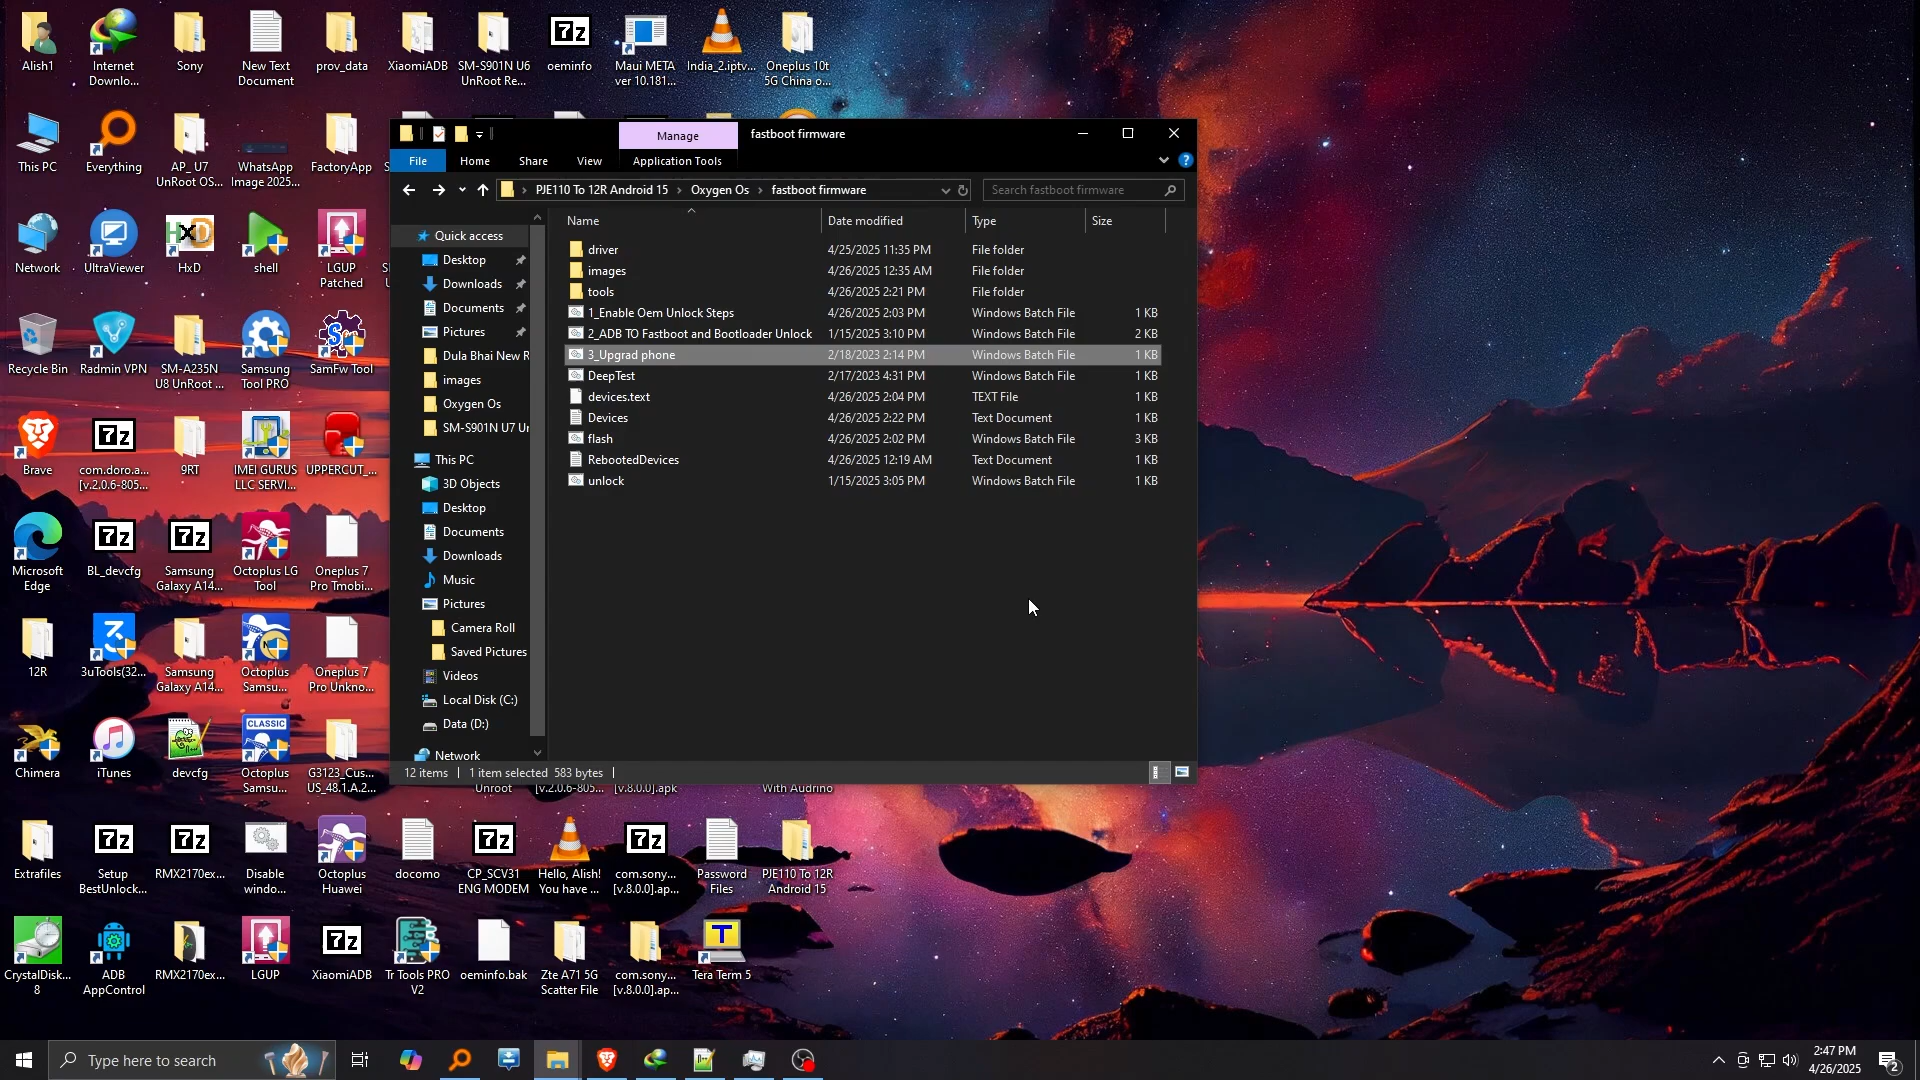 Alish1
Internet Downlo...
Sony
New Text Document
prov_data
XiaomiADB
SM-S901N U6 UnRoot Re...
oeminfo
Maui META ver 10.181...
India_2.iptv...
Oneplus 10t 5G China o...
This PC
Everything
AP_ U7 UnRoot OS...
WhatsApp Image 2025...
FactoryApp
Network
UltraViewer
HxD
shell
LGUP Patched
Recycle Bin
Radmin VPN
SM-A235N U8 UnRoot ...
Samsung Tool PRO
SamFw Tool
Brave
com.doro.a... [v.2.0.6-805...
9RT
IMEI GURUS LLC SERVI...
UPPERCUT_...
Microsoft Edge
BL_devcfg
Samsung Galaxy A14...
Octoplus LG Tool
Oneplus 7 Pro Tmobi...
12R
3uTools(32...
Samsung Galaxy A14...
Octoplus Samsu...
Oneplus 7 Pro Unkno...
Chimera
iTunes
devcfg
CLASSIC
Octoplus Samsu...
G3123_Cus... US_48.1.A.2...
Unroot
[v.2.0.6-805...
[v.8.0.0].apk
With Audrino
Extrafiles
Setup BestUnlock...
RMX2170ex...
Disable windo...
Octoplus Huawei
docomo
CP_SCV31 ENG MODEM
Hello, Alish! You have ...
com.sony... [v.8.0.0].ap...
Password Files
PJE110 To 12R Android 15
CrystalDisk... 8
ADB AppControl
RMX2170ex...
LGUP
XiaomiADB
Tr Tools PRO V2
oeminfo.bak
Zte A71 5G Scatter File
com.sony... [v.8.0.0].ap...
Tera Term 5
Manage
fastboot firmware
File
Home
Share
View
Application Tools
PJE110 To 12R Android 15 > Oxygen Os > fastboot firmware
Search fastboot firmware
Quick access
Desktop
Downloads
Documents
Pictures
Dula Bhai New R
images
Oxygen Os
SM-S901N U7 Ur
This PC
3D Objects
Desktop
Documents
Downloads
Music
Pictures
Camera Roll
Saved Pictures
Videos
Local Disk (C:)
Data (D:)
Network
Name Date modified Type Size
driver 4/25/2025 11:35 PM File folder
images 4/26/2025 12:35 AM File folder
tools 4/26/2025 2:21 PM File folder
1_Enable Oem Unlock Steps 4/26/2025 2:03 PM Windows Batch File 1 KB
2_ADB TO Fastboot and Bootloader Unlock 1/15/2025 3:10 PM Windows Batch File 2 KB
3_Upgrad phone 2/18/2023 2:14 PM Windows Batch File 1 KB
DeepTest 2/17/2023 4:31 PM Windows Batch File 1 KB
devices.text 4/26/2025 2:04 PM TEXT File 1 KB
Devices 4/26/2025 2:22 PM Text Document 1 KB
flash 4/26/2025 2:02 PM Windows Batch File 3 KB
RebootedDevices 4/26/2025 12:19 AM Text Document 1 KB
unlock 1/15/2025 3:05 PM Windows Batch File 1 KB
12 items | 1 item selected 583 bytes |
Type here to search
2:47 PM
4/26/2025
2